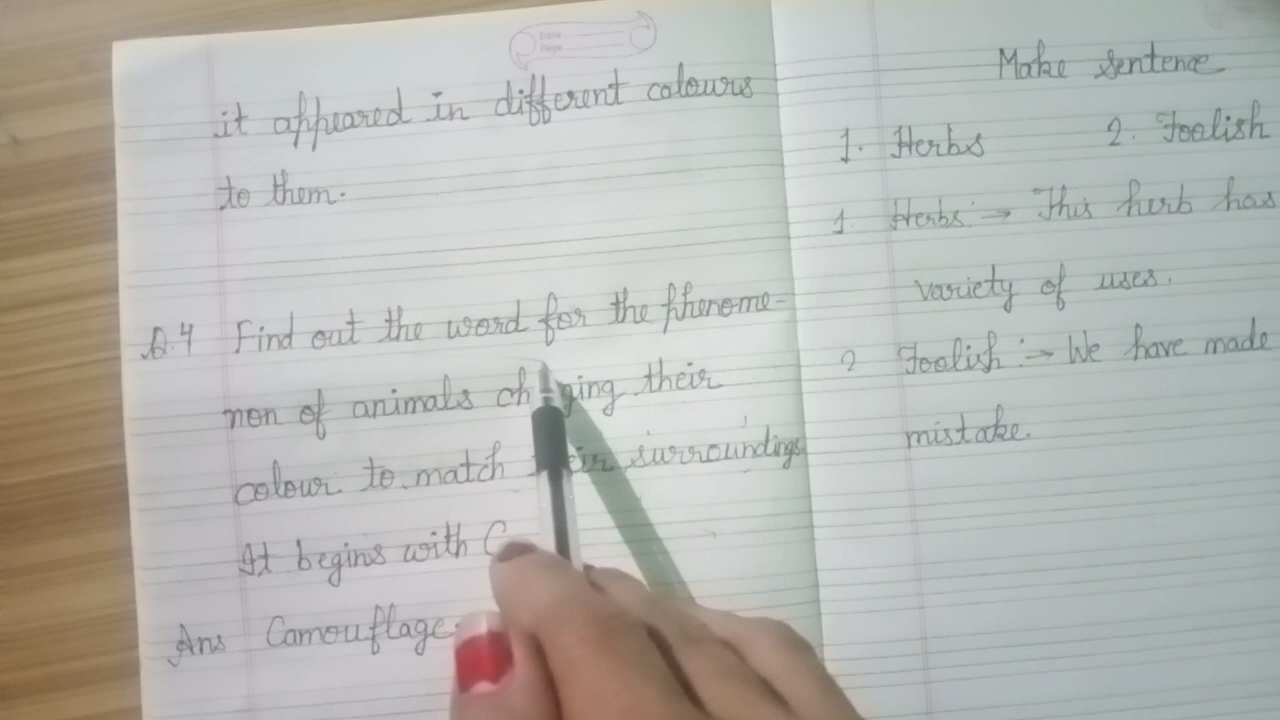 Date
Page
it appeared in different colours
to them.
Q.4 Find out the word for the phenome-
non of animals ging their
colour to match surroundings.
It begins with C
Ans Camouflage
Make sentence
1. Herbs 2. Foolish
1. Herbs :→ This herb has
variety of uses.
2 Foolish :→ We have made
mistake.